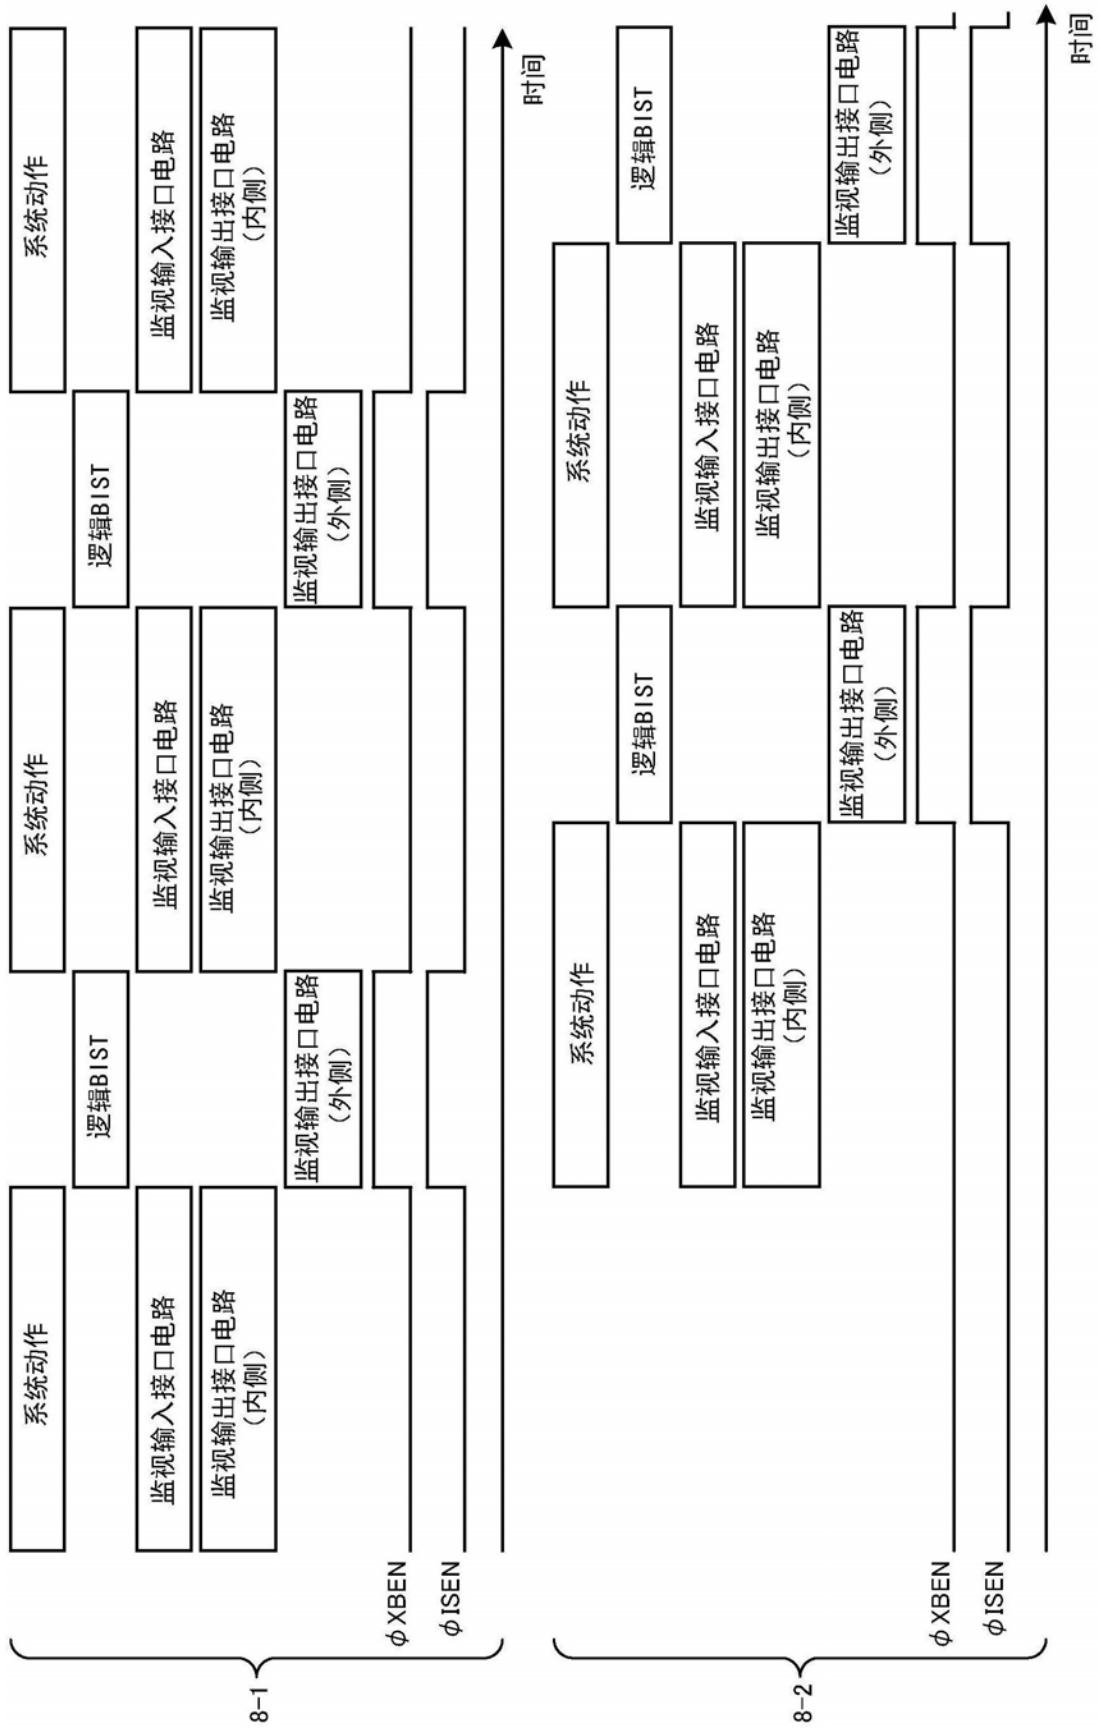 系统动作
系统动作
系统动作
逻辑BIST
逻辑BIST
监视输入接口电路
监视输入接口电路
监视输入接口电路
监视输出接口电路
(内侧)
监视输出接口电路
(内侧)
监视输出接口电路
(内侧)
监视输出接口电路
(外侧)
监视输出接口电路
(外侧)
φXBEN
φISEN
时间
8-1
系统动作
系统动作
逻辑BIST
逻辑BIST
监视输入接口电路
监视输入接口电路
监视输出接口电路
(内侧)
监视输出接口电路
(内侧)
监视输出接口电路
(外侧)
监视输出接口电路
(外侧)
φXBEN
φISEN
时间
8-2